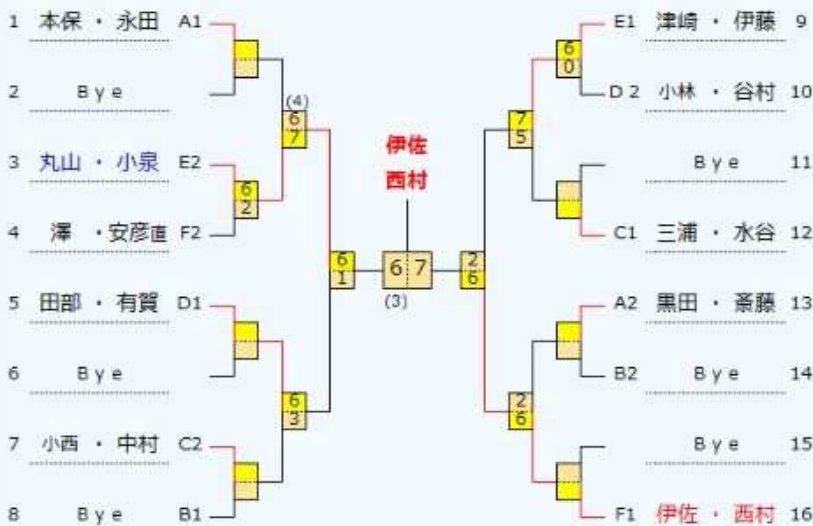 1 本保 ・ 永田 A1
2 Bye
3 丸山 ・ 小泉 E2
4 澤 ・安彦直 F2
5 田部 ・ 有賀 D1
6 Bye
7 小西 ・ 中村 C2
8 Bye B1
(4)
6
7
6
2
6
1
6
3
伊佐
西村
6 7
(3)
6
0
7
5
2
6
2
6
E1 津崎 ・ 伊藤 9
D 2 小林 ・ 谷村 10
Bye 11
C1 三浦 ・ 水谷 12
A2 黒田 ・ 斎藤 13
B2 Bye 14
Bye 15
F1 伊佐 ・ 西村 16